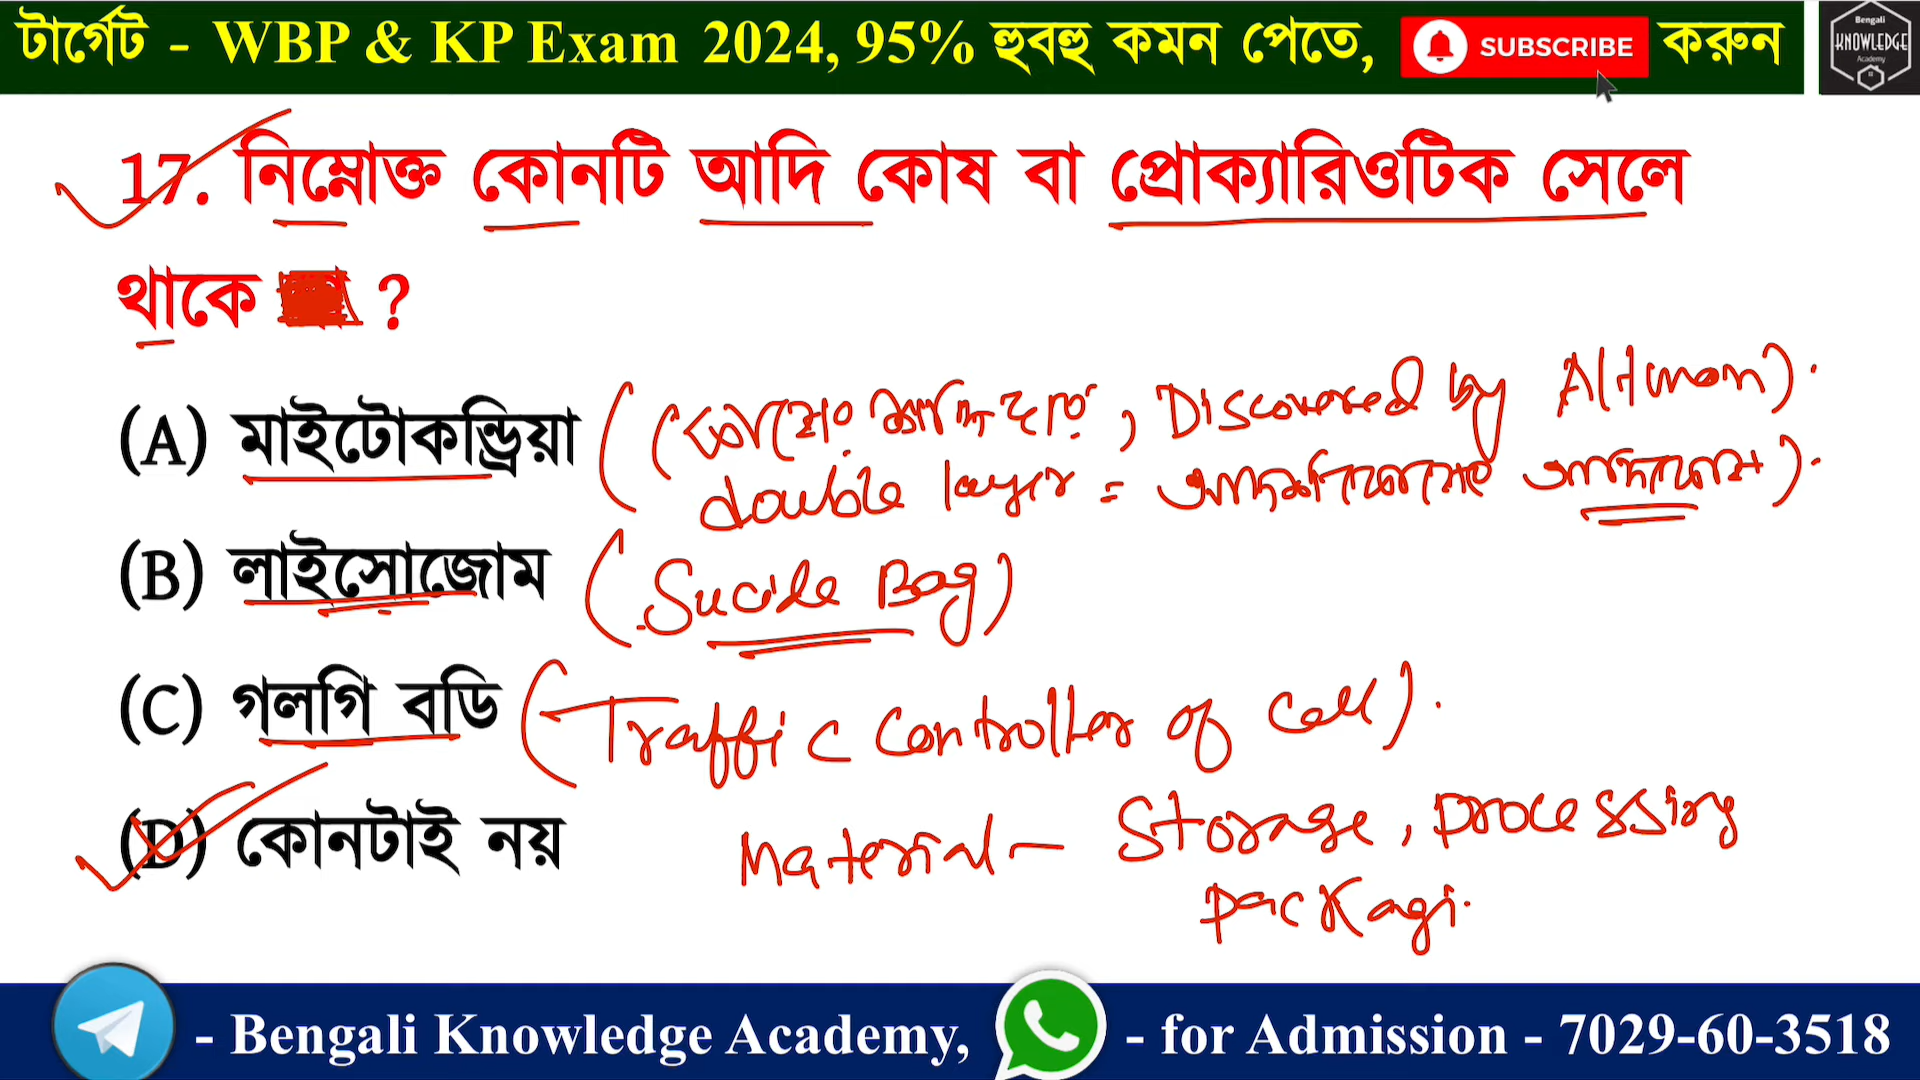 টার্গেট - WBP & KP Exam 2024, 95% হুবহু কমন পেতে, SUBSCRIBE করুন
Bengali
KNOWLEDGE
Academy
17. নিম্নোক্ত কোনটি আদি কোষ বা প্রোক্যারিওটিক সেলে
থাকে ?
(A) মাইটোকন্ড্রিয়া
, Discovered by Altman).
double layer =
(B) লাইসোজোম (Sucide Bag)
(C) গলগি বডি (Traffic Controller of Cell).
(D) কোনটাই নয়
Material - Storage, Processing
Packagi.
- Bengali Knowledge Academy, - for Admission - 7029-60-3518